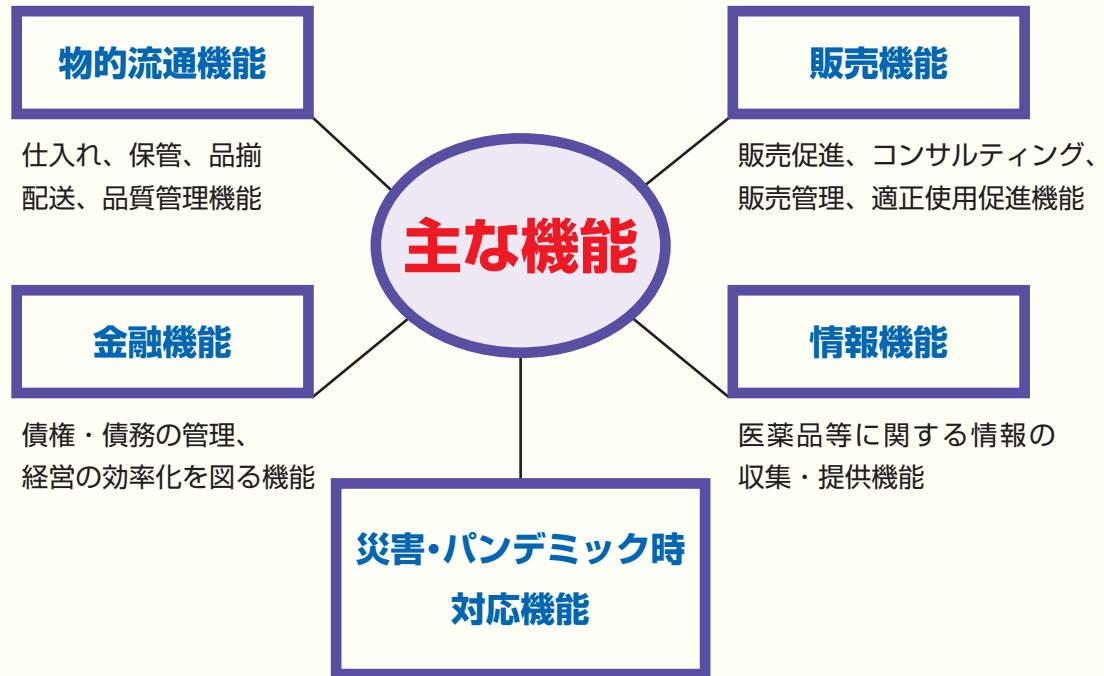 物的流通機能
仕入れ、保管、品揃
配送、品質管理機能
販売機能
販売促進、コンサルティング、
販売管理、適正使用促進機能
主な機能
金融機能
債権・債務の管理、
経営の効率化を図る機能
情報機能
医薬品等に関する情報の
収集・提供機能
災害・パンデミック時
対応機能